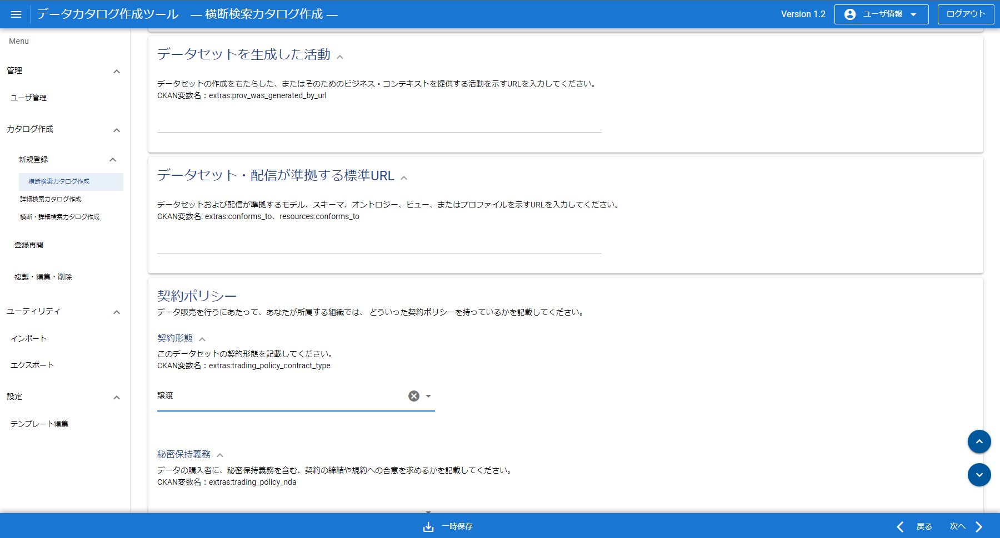 データカタログ作成ツール ― 横断検索カタログ作成 ―
Version 1.2
ユーザ情報
ログアウト
Menu
管理
ユーザ管理
カタログ作成
新規登録
横断検索カタログ作成
詳細検索カタログ作成
横断・詳細検索カタログ作成
登録再開
複製・編集・削除
ユーティリティ
インポート
エクスポート
設定
テンプレート編集
データセットを生成した活動
データセットの作成をもたらした、またはそのためのビジネス・コンテキストを提供する活動を示すURLを入力してください。
CKAN変数名：extras:prov_was_generated_by_url
データセット・配信が準拠する標準URL
データセットおよび配信が準拠するモデル、スキーマ、オントロジー、ビュー、またはプロファイルを示すURLを入力してください。
CKAN変数名: extras:conforms_to、resources:conforms_to
契約ポリシー
データ販売を行うにあたって、あなたが所属する組織では、 どういった契約ポリシーを持っているかを記載してください。
契約形態
このデータセットの契約形態を記載してください。
CKAN変数名：extras:trading_policy_contract_type
譲渡
秘密保持義務
データの購入者に、秘密保持義務を含む、契約の締結や規約への合意を求めるかを記載してください。
CKAN変数名：extras:trading_policy_nda
一時保存
戻る
次へ